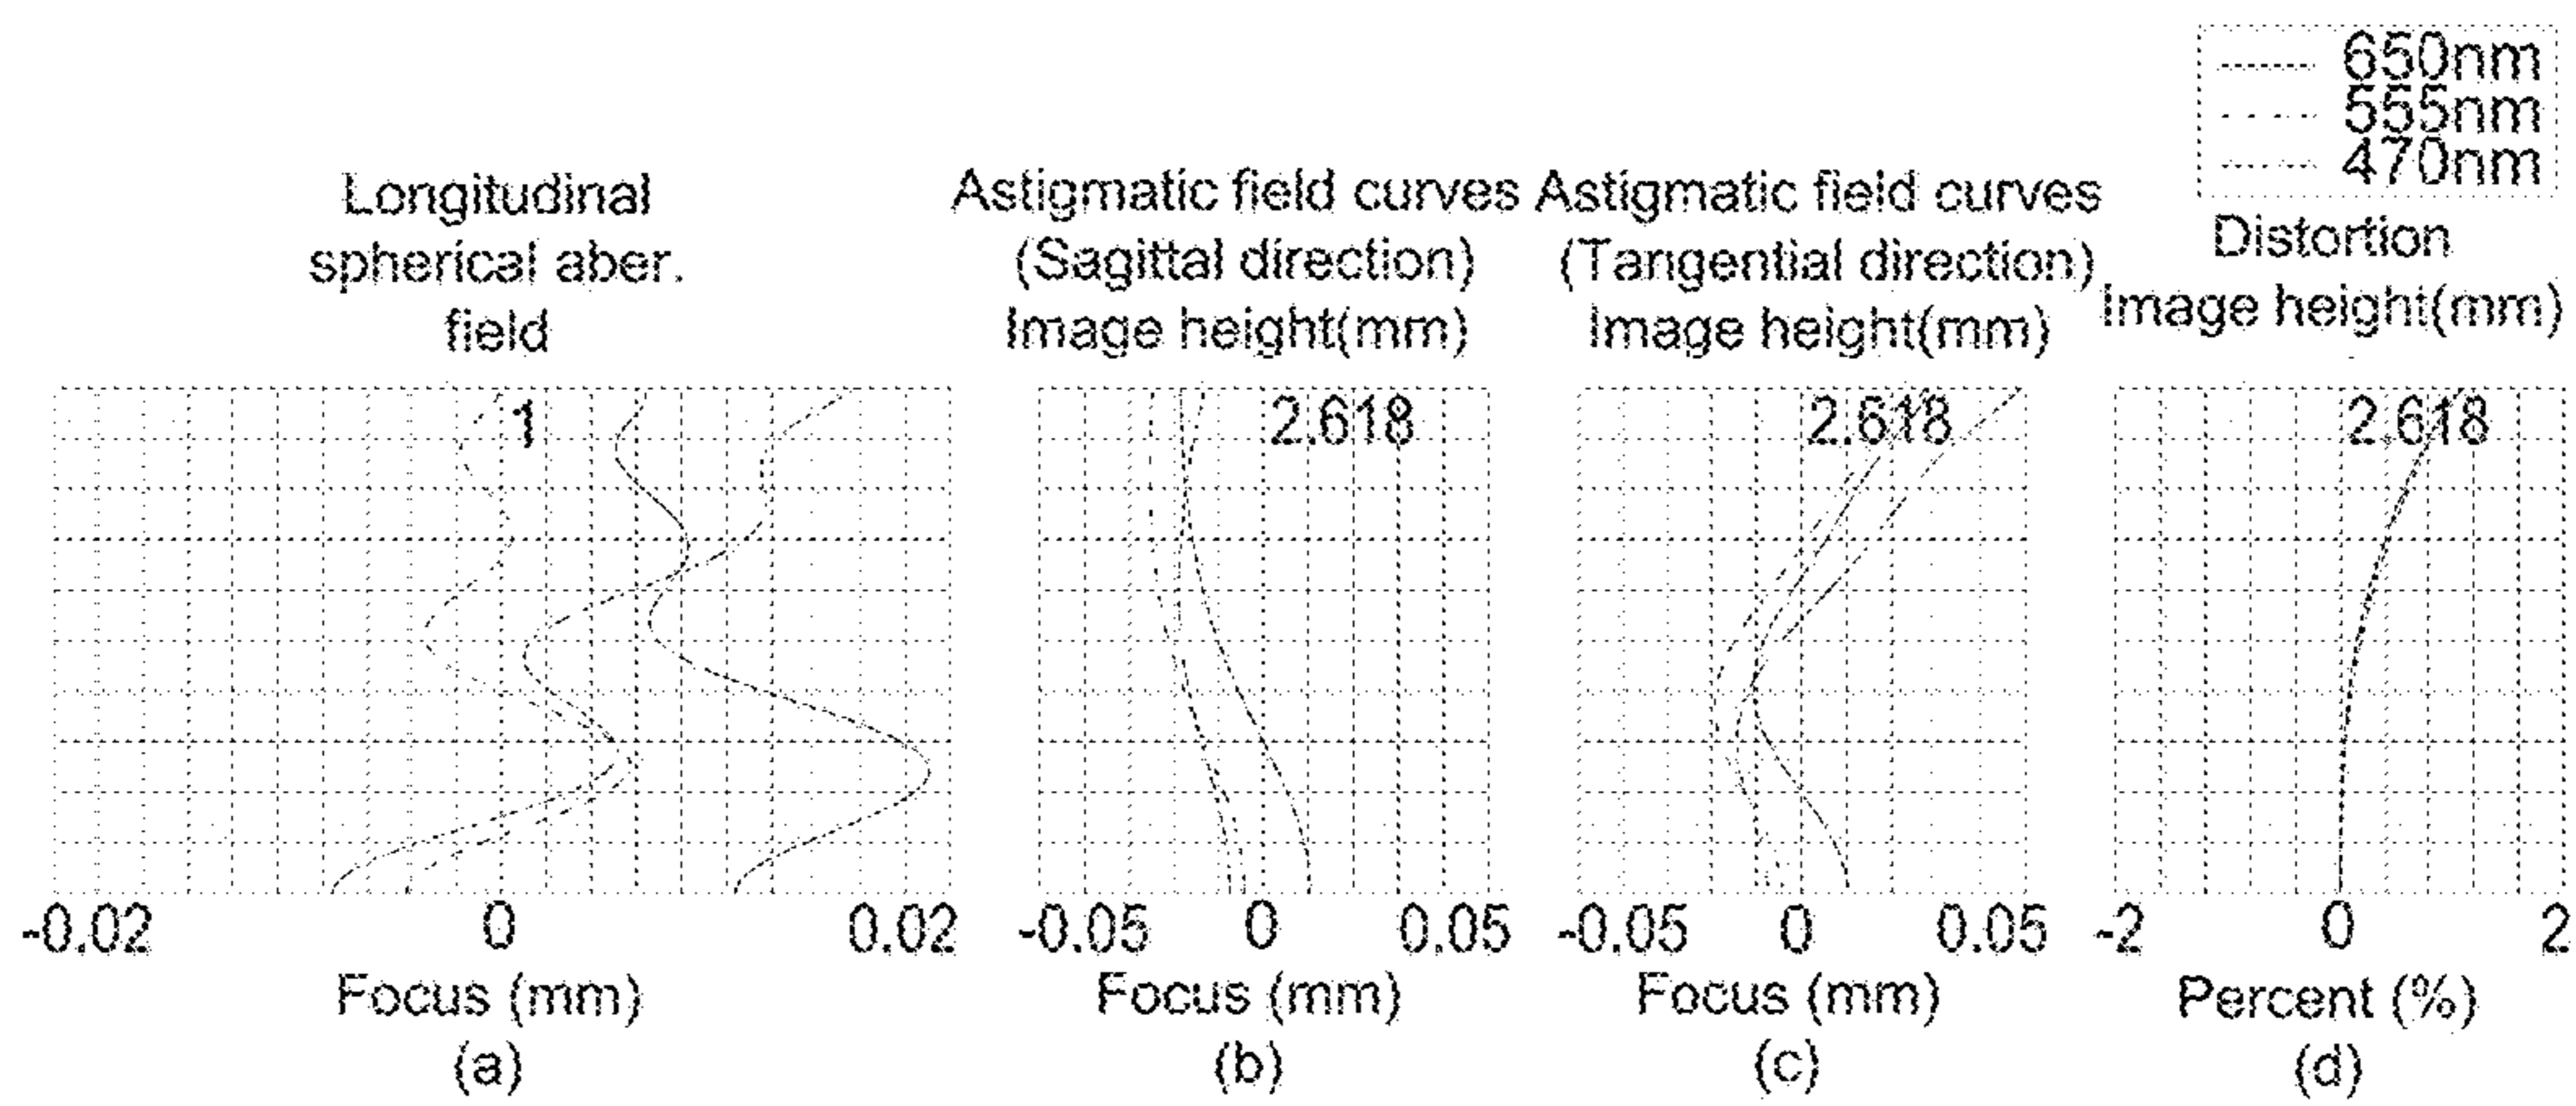 650nm
555nm
470nm
Longitudinal
spherical aber.
field
Astigmatic field curves
(Sagittal direction)
Image height(mm)
Astigmatic field curves
(Tangential direction)
Image height(mm)
Distortion
Image height(mm)
1
2.618
2.618
2.618
-0.02 0 0.02
Focus (mm)
(a)
-0.05 0 0.05
Focus (mm)
(b)
-0.05 0 0.05
Focus (mm)
(c)
-2 0 2
Percent (%)
(d)